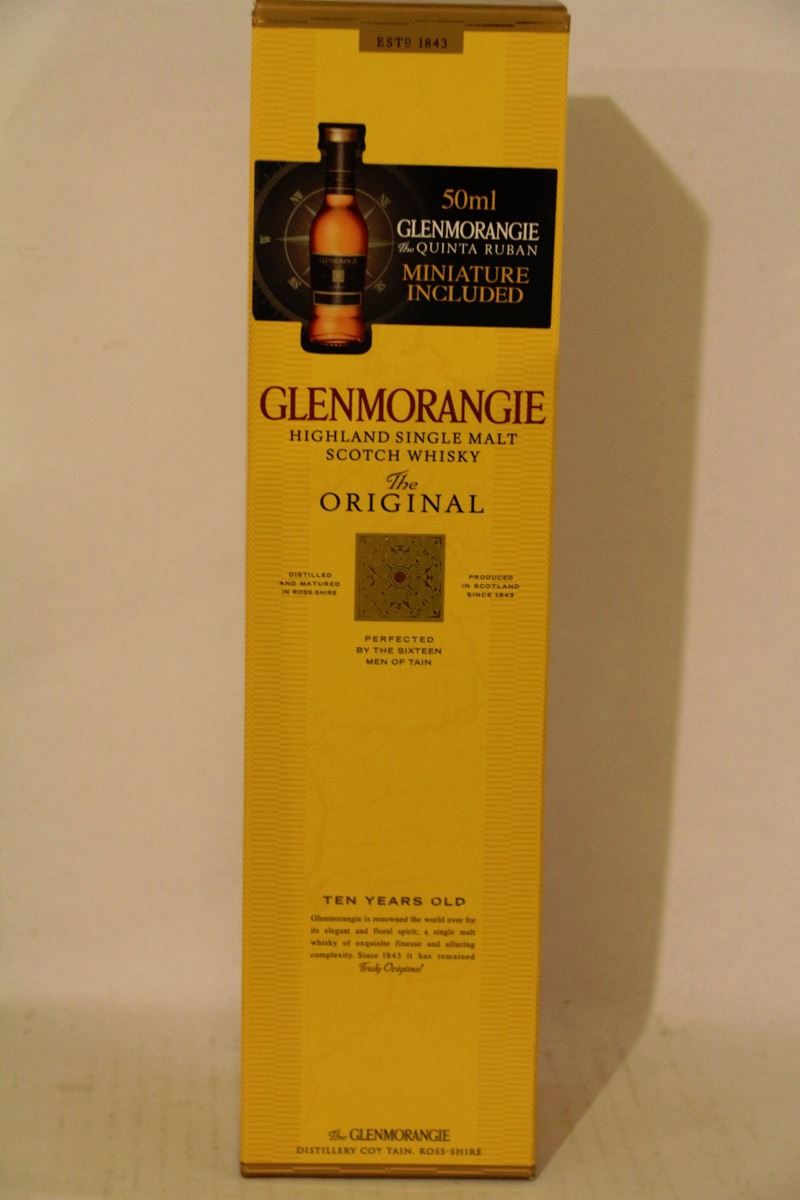 ESTD 1843
50ml
GLENMORANGIE
The QUINTA RUBAN
MINIATURE
INCLUDED
GLENMORANGIE
HIGHLAND SINGLE MALT
SCOTCH WHISKY
The
ORIGINAL
DISTILLED
AND MATURED
IN ROSS-SHIRE
PRODUCED
IN SCOTLAND
SINCE 1843
PERFECTED
BY THE SIXTEEN
MEN OF TAIN
TEN YEARS OLD
Glenmorangie is renowned the world over for
its elegant and floral spirit; a single malt
whisky of exquisite finesse and alluring
complexity. Since 1843 it has remained
Truly Original
The GLENMORANGIE
DISTILLERY COY TAIN, ROSS-SHIRE